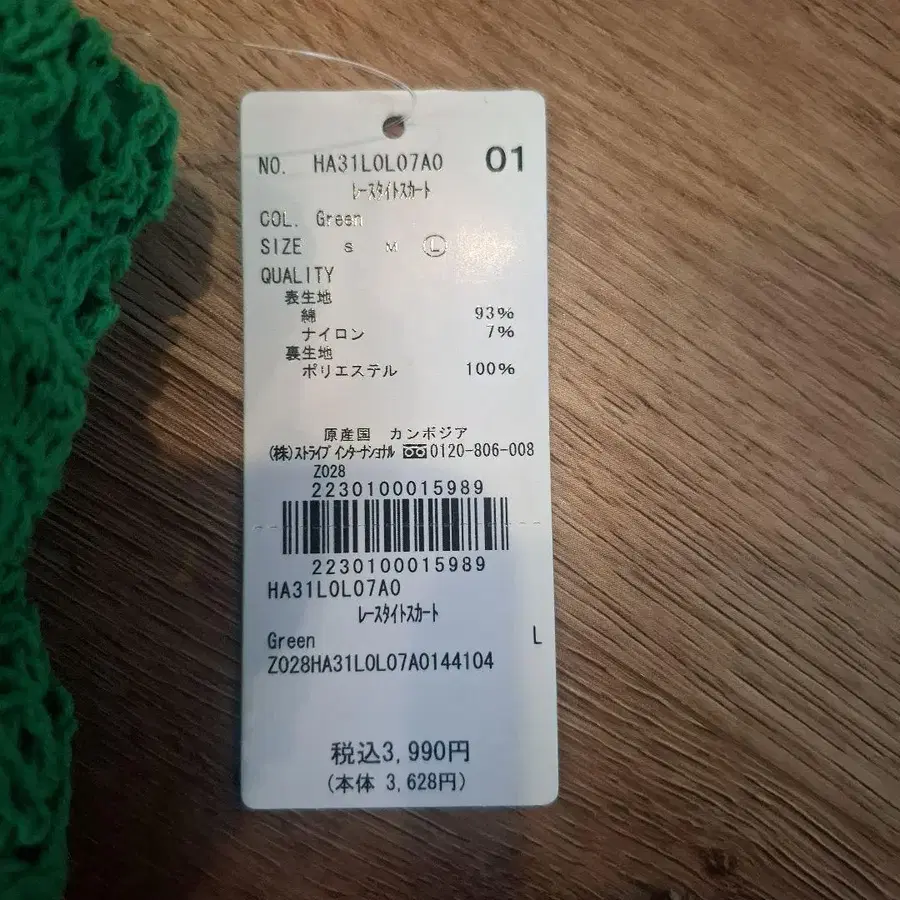 NO. HA31L0L07A0 01
レースタイトスカート
COL. Green
SIZE S M L
QUALITY
表生地
綿 93%
ナイロン 7%
裏生地
ポリエステル 100%
原産国 カンボジア
(株)ストライプインターナショナル 0120-806-008
Z028
2230100015989
2230100015989
HA31L0L07A0
レースタイトスカート
Green L
Z028HA31L0L07A0144104
税込3,990円
(本体 3,628円)